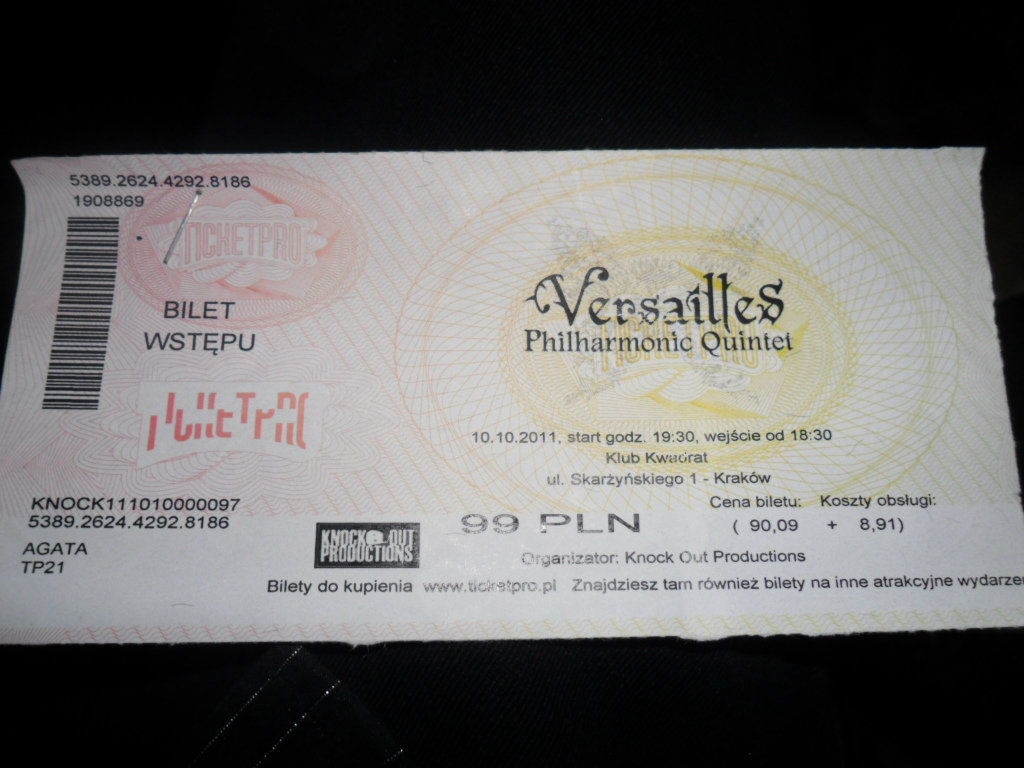 5389.2624.4292.8186
1908869
TICKETPRO
BILET
WSTĘPU
TICKETPRO
KNOCK111010000097
5389.2624.4292.8186
AGATA
TP21
Versailles
Philharmonic Quintet
TICKETPRO
10.10.2011, start godz. 19:30, wejście od 18:30
Klub Kwadrat
ul. Skarżyńskiego 1 - Kraków
Cena biletu: Koszty obsługi:
99 PLN ( 90,09 + 8,91)
KNOCK OUT
PRODUCTIONS
Organizator: Knock Out Productions
Bilety do kupienia www.ticketpro.pl Znajdziesz tam również bilety na inne atrakcyjne wydarze